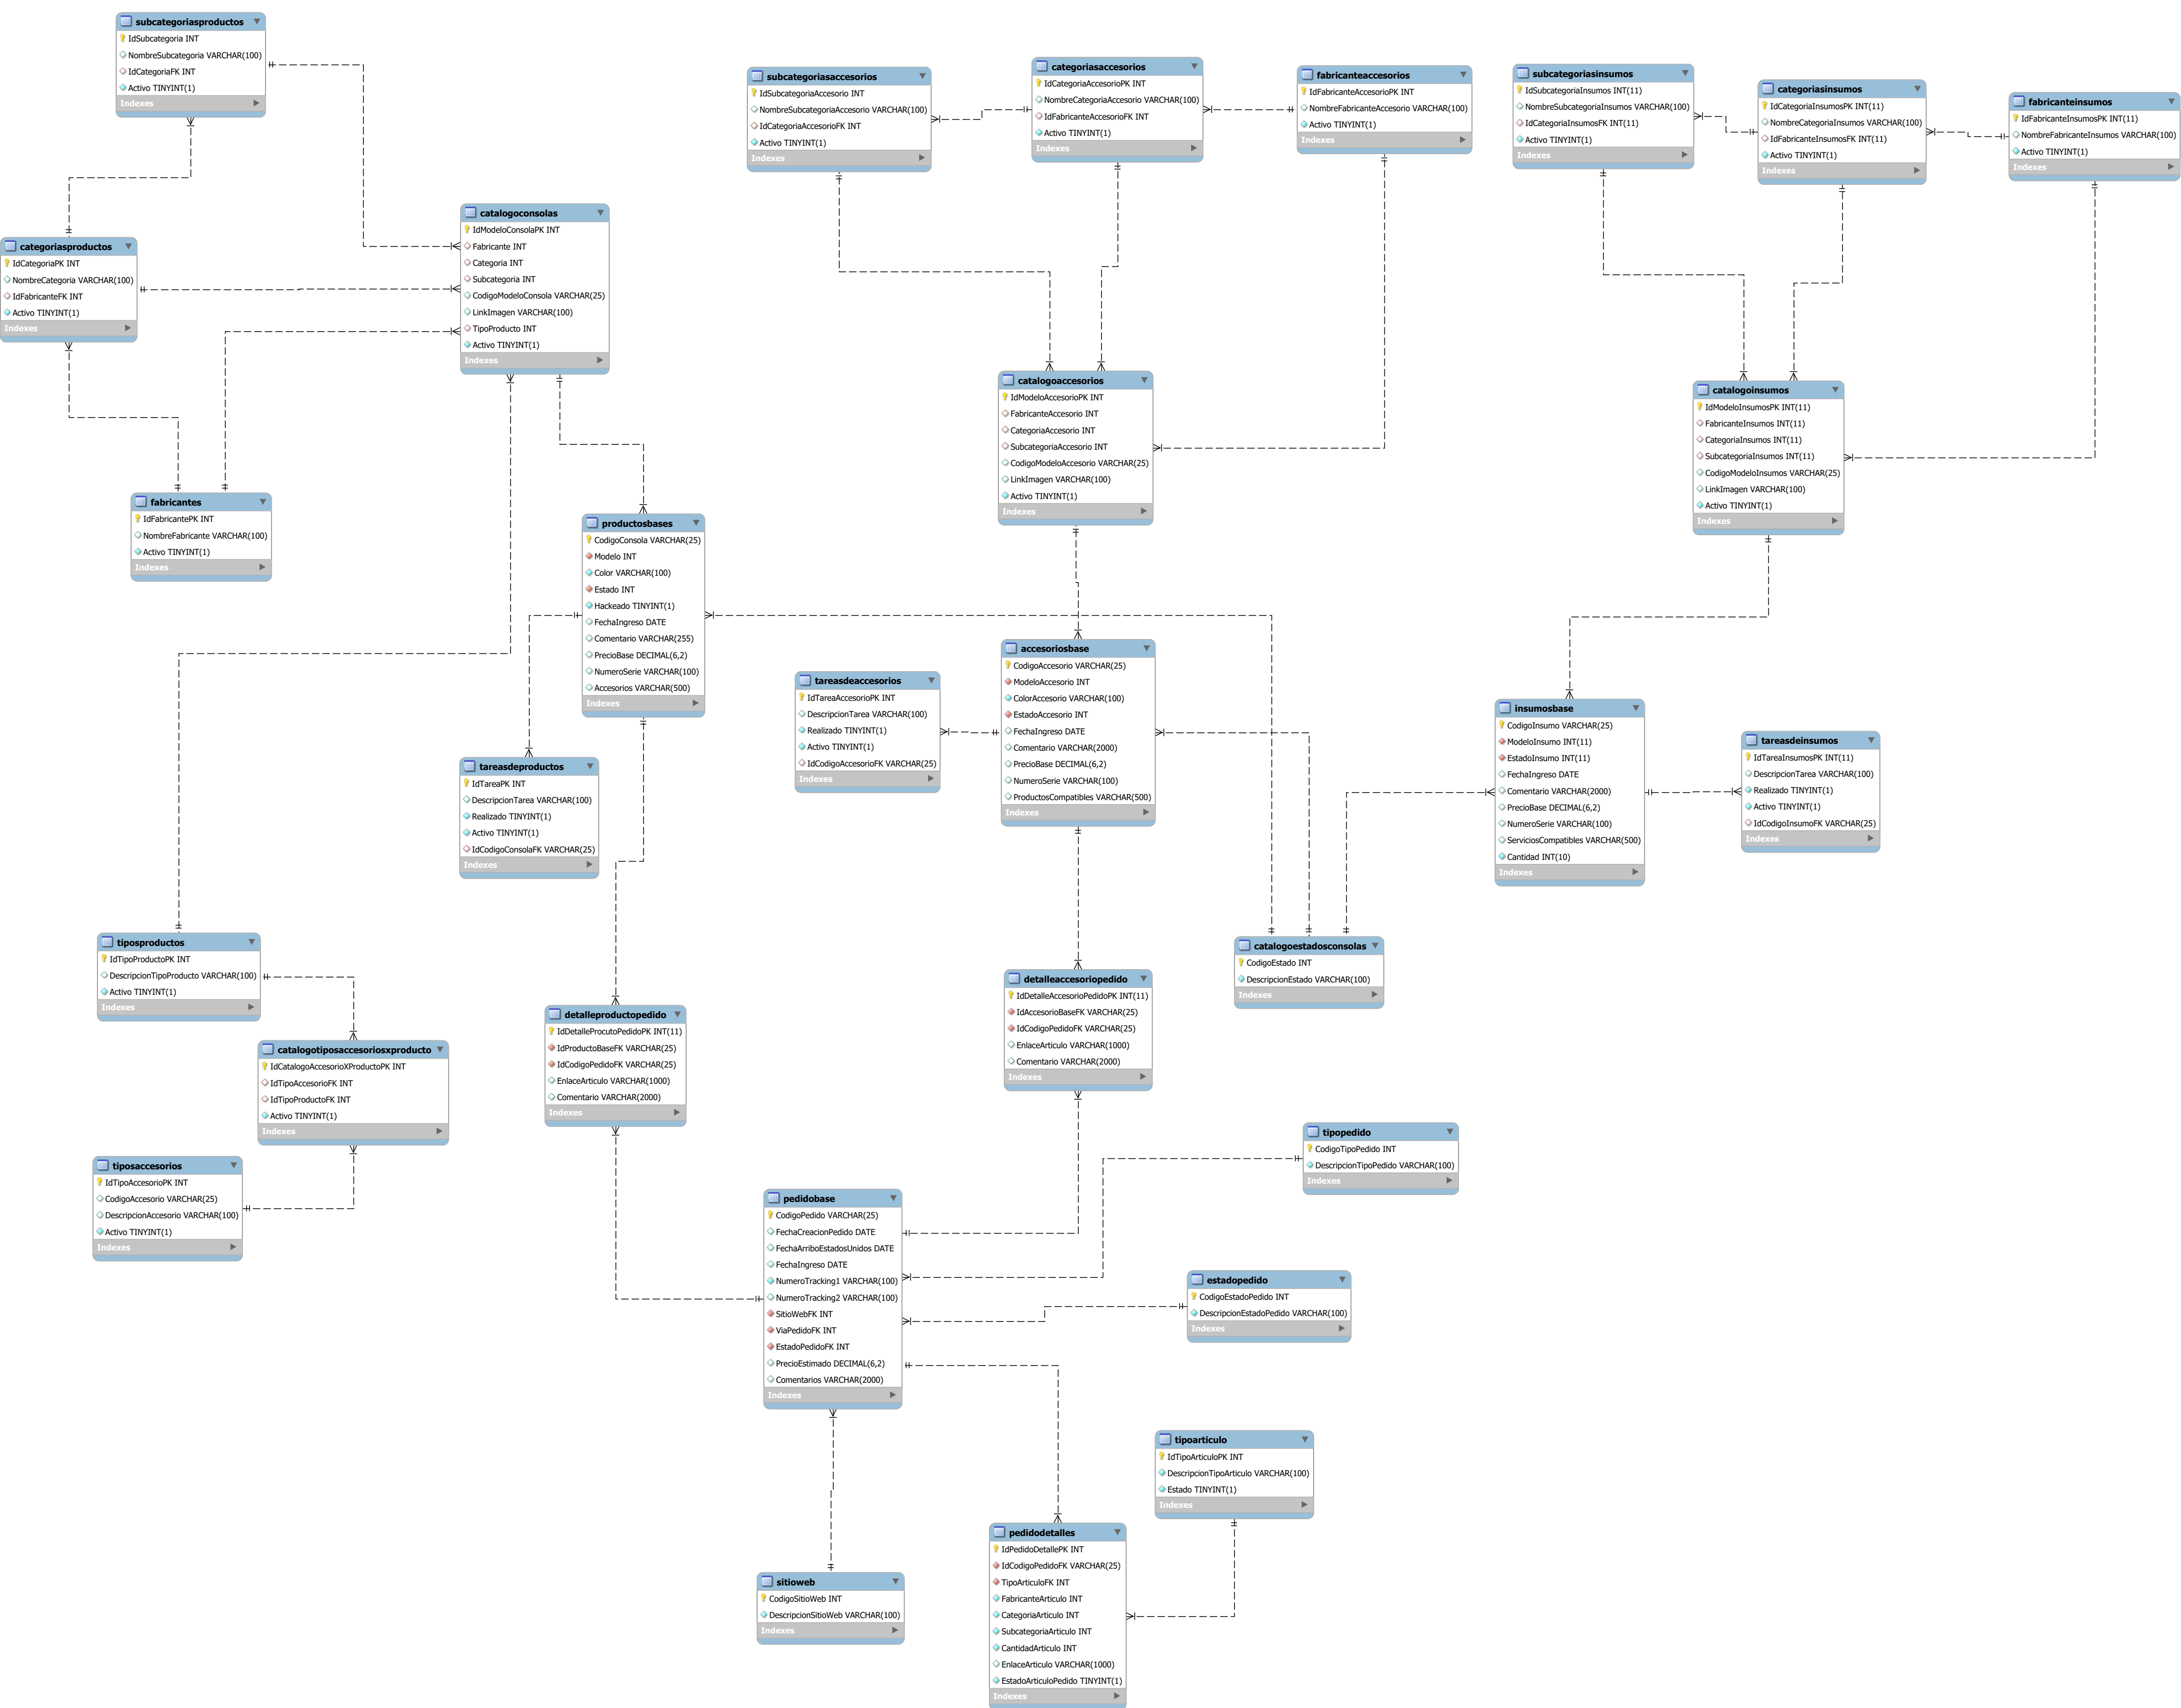 subcategoriasproductos
IdSubcategoria INT
NombreSubcategoria VARCHAR(100)
IdCategoriaFK INT
Activo TINYINT(1)
Indexes
subcategoriasaccesorios
IdSubcategoriaAccesorio INT
NombreSubcategoriaAccesorio VARCHAR(100)
IdCategoriaAccesorioFK INT
Activo TINYINT(1)
Indexes
categoriasaccesorios
IdCategoriaAccesorioPK INT
NombreCategoriaAccesorio VARCHAR(100)
IdFabricanteAccesorioFK INT
Activo TINYINT(1)
Indexes
fabricanteaccesorios
IdFabricanteAccesorioPK INT
NombreFabricanteAccesorio VARCHAR(100)
Activo TINYINT(1)
Indexes
subcategoriasinsumos
IdSubcategoriaInsumos INT(11)
NombreSubcategoriaInsumos VARCHAR(100)
IdCategoriaInsumosFK INT(11)
Activo TINYINT(1)
Indexes
categoriasinsumos
IdCategoriaInsumosPK INT(11)
NombreCategoriaInsumos VARCHAR(100)
IdFabricanteInsumosFK INT(11)
Activo TINYINT(1)
Indexes
fabricanteinsumos
IdFabricanteInsumosPK INT(11)
NombreFabricanteInsumos VARCHAR(100)
Activo TINYINT(1)
Indexes
categoriasproductos
IdCategoriaPK INT
NombreCategoria VARCHAR(100)
IdFabricanteFK INT
Activo TINYINT(1)
Indexes
catalogoconsolas
IdModeloConsolaPK INT
Fabricante INT
Categoria INT
Subcategoria INT
CodigoModeloConsola VARCHAR(25)
LinkImagen VARCHAR(100)
TipoProducto INT
Activo TINYINT(1)
Indexes
catalogoaccesorios
IdModeloAccesorioPK INT
FabricanteAccesorio INT
CategoriaAccesorio INT
SubcategoriaAccesorio INT
CodigoModeloAccesorio VARCHAR(25)
LinkImagen VARCHAR(100)
Activo TINYINT(1)
Indexes
catalogoinsumos
IdModeloInsumosPK INT(11)
FabricanteInsumos INT(11)
CategoriaInsumos INT(11)
SubcategoriaInsumos INT(11)
CodigoModeloInsumos VARCHAR(25)
LinkImagen VARCHAR(100)
Activo TINYINT(1)
Indexes
fabricantes
IdFabricantePK INT
NombreFabricante VARCHAR(100)
Activo TINYINT(1)
Indexes
productosbases
CodigoConsola VARCHAR(25)
Modelo INT
Color VARCHAR(100)
Estado INT
Hackeado TINYINT(1)
FechaIngreso DATE
Comentario VARCHAR(255)
PrecioBase DECIMAL(6,2)
NumeroSerie VARCHAR(100)
Accesorios VARCHAR(500)
Indexes
accesoriosbase
CodigoAccesorio VARCHAR(25)
ModeloAccesorio INT
ColorAccesorio VARCHAR(100)
EstadoAccesorio INT
FechaIngreso DATE
Comentario VARCHAR(2000)
PrecioBase DECIMAL(6,2)
NumeroSerie VARCHAR(100)
ProductosCompatibles VARCHAR(500)
Indexes
tareasdeaccesorios
IdTareaAccesorioPK INT
DescripcionTarea VARCHAR(100)
Realizado TINYINT(1)
Activo TINYINT(1)
IdCodigoAccesorioFK VARCHAR(25)
Indexes
insumosbase
CodigoInsumo VARCHAR(25)
ModeloInsumo INT(11)
EstadoInsumo INT(11)
FechaIngreso DATE
Comentario VARCHAR(2000)
PrecioBase DECIMAL(6,2)
NumeroSerie VARCHAR(100)
ServiciosCompatibles VARCHAR(500)
Cantidad INT(10)
Indexes
tareasdeinsumos
IdTareaInsumosPK INT(11)
DescripcionTarea VARCHAR(100)
Realizado TINYINT(1)
Activo TINYINT(1)
IdCodigoInsumoFK VARCHAR(25)
Indexes
tareasdeproductos
IdTareaPK INT
DescripcionTarea VARCHAR(100)
Realizado TINYINT(1)
Activo TINYINT(1)
IdCodigoConsolaFK VARCHAR(25)
Indexes
tiposproductos
IdTipoProductoPK INT
DescripcionTipoProducto VARCHAR(100)
Activo TINYINT(1)
Indexes
catalogoestadosconsolas
CodigoEstado INT
DescripcionEstado VARCHAR(100)
Indexes
detalleaccesoriopedido
IdDetalleAccesorioPedidoPK INT(11)
IdAccesorioBaseFK VARCHAR(25)
IdCodigoPedidoFK VARCHAR(25)
EnlaceArticulo VARCHAR(1000)
Comentario VARCHAR(2000)
Indexes
detalleproductopedido
IdDetalleProcutoPedidoPK INT(11)
IdProductoBaseFK VARCHAR(25)
IdCodigoPedidoFK VARCHAR(25)
EnlaceArticulo VARCHAR(1000)
Comentario VARCHAR(2000)
Indexes
catalogotiposaccesoriosxproducto
IdCatalogoAccesorioXProductoPK INT
IdTipoAccesorioFK INT
IdTipoProductoFK INT
Activo TINYINT(1)
Indexes
tiposaccesorios
IdTipoAccesorioPK INT
CodigoAccesorio VARCHAR(25)
DescripcionAccesorio VARCHAR(100)
Activo TINYINT(1)
Indexes
tipopedido
CodigoTipoPedido INT
DescripcionTipoPedido VARCHAR(100)
Indexes
pedidobase
CodigoPedido VARCHAR(25)
FechaCreacionPedido DATE
FechaArriboEstadosUnidos DATE
FechaIngreso DATE
NumeroTracking1 VARCHAR(100)
NumeroTracking2 VARCHAR(100)
SitioWebFK INT
ViaPedidoFK INT
EstadoPedidoFK INT
PrecioEstimado DECIMAL(6,2)
Comentarios VARCHAR(2000)
Indexes
estadopedido
CodigoEstadoPedido INT
DescripcionEstadoPedido VARCHAR(100)
Indexes
tipoarticulo
IdTipoArticuloPK INT
DescripcionTipoArticulo VARCHAR(100)
Estado TINYINT(1)
Indexes
pedidodetalles
IdPedidoDetallePK INT
IdCodigoPedidoFK VARCHAR(25)
TipoArticuloFK INT
FabricanteArticulo INT
CategoriaArticulo INT
SubcategoriaArticulo INT
CantidadArticulo INT
EnlaceArticulo VARCHAR(1000)
EstadoArticuloPedido TINYINT(1)
Indexes
sitioweb
CodigoSitioWeb INT
DescripcionSitioWeb VARCHAR(100)
Indexes